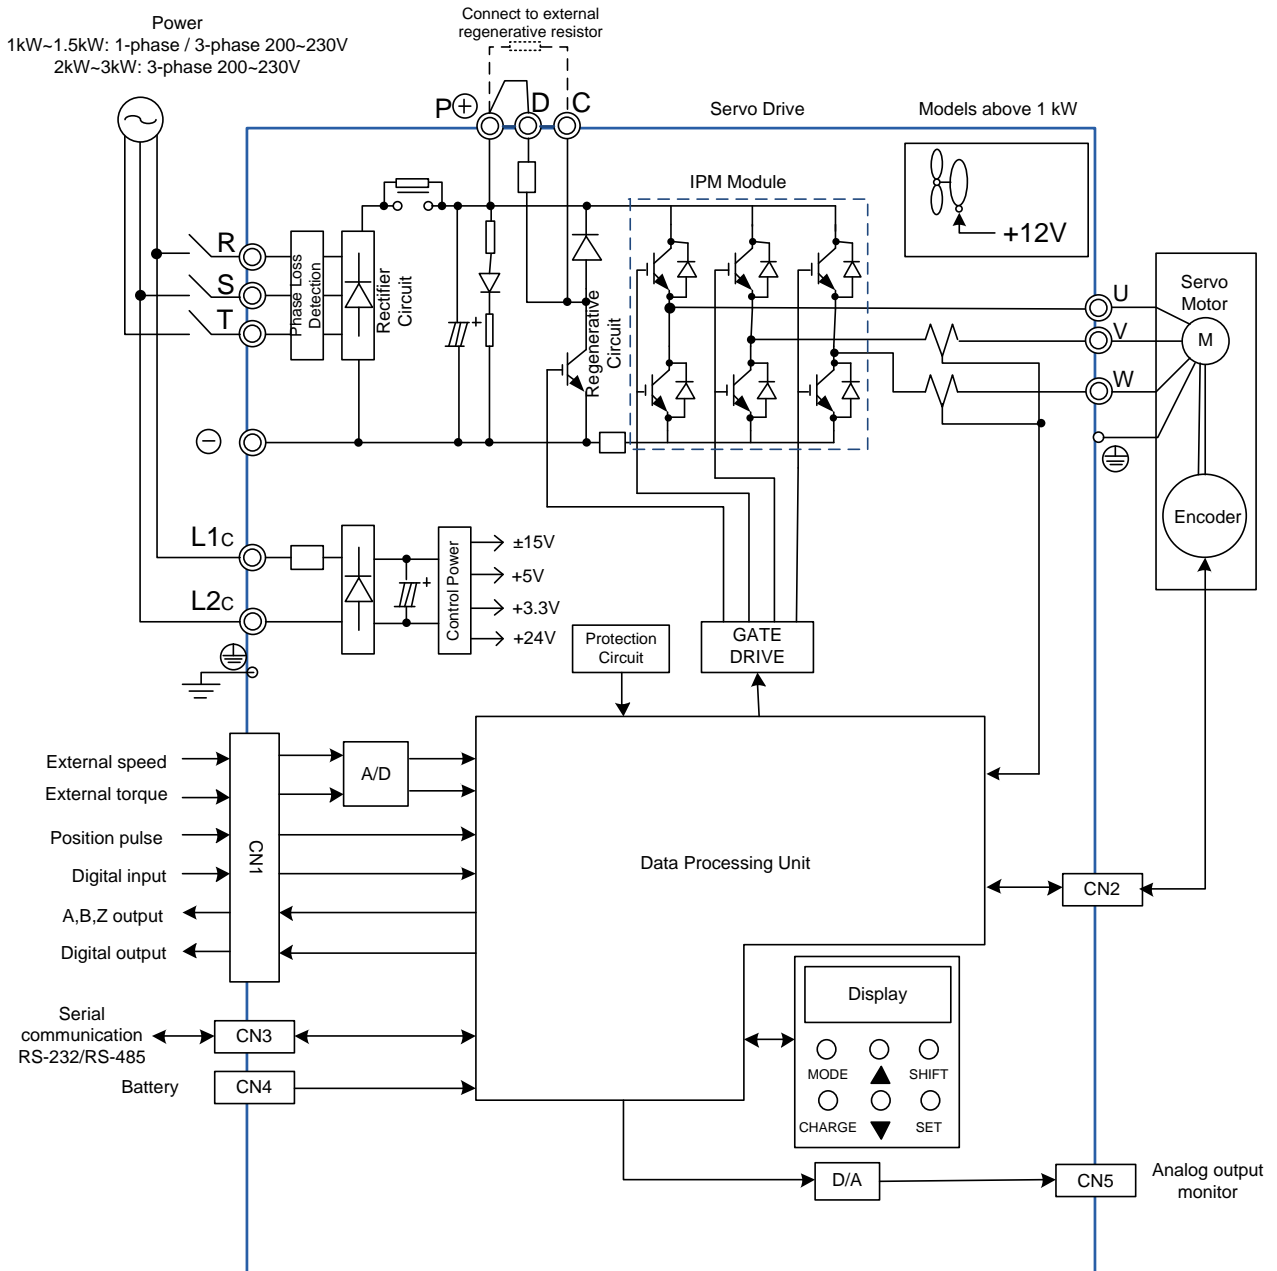 Power
1kW~1.5kW: 1-phase / 3-phase 200~230V
2kW~3kW: 3-phase 200~230V
Connect to external
regenerative resistor
P⊕
D
C
Servo Drive
Models above 1 kW
IPM Module
+12V
R
S
T
Phase Loss
Detection
Rectifier
Circuit
+
Regenerative
Circuit
U
V
W
Servo
Motor
M
Encoder
L1c
L2c
+
Control Power
±15V
+5V
+3.3V
+24V
Protection
Circuit
GATE
DRIVE
External speed
External torque
Position pulse
Digital input
A,B,Z output
Digital output
CN1
A/D
Data Processing Unit
CN2
Serial
communication
RS-232/RS-485
CN3
Battery
CN4
Display
MODE
SHIFT
CHARGE
SET
D/A
CN5
Analog output
monitor